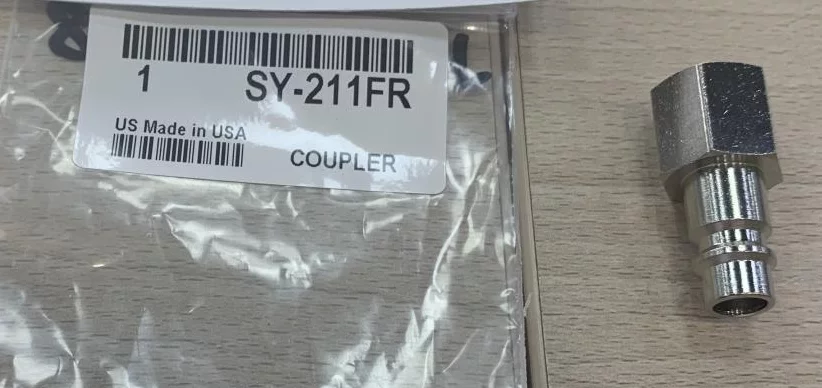 1 SY-211FR
US Made in USA
COUPLER